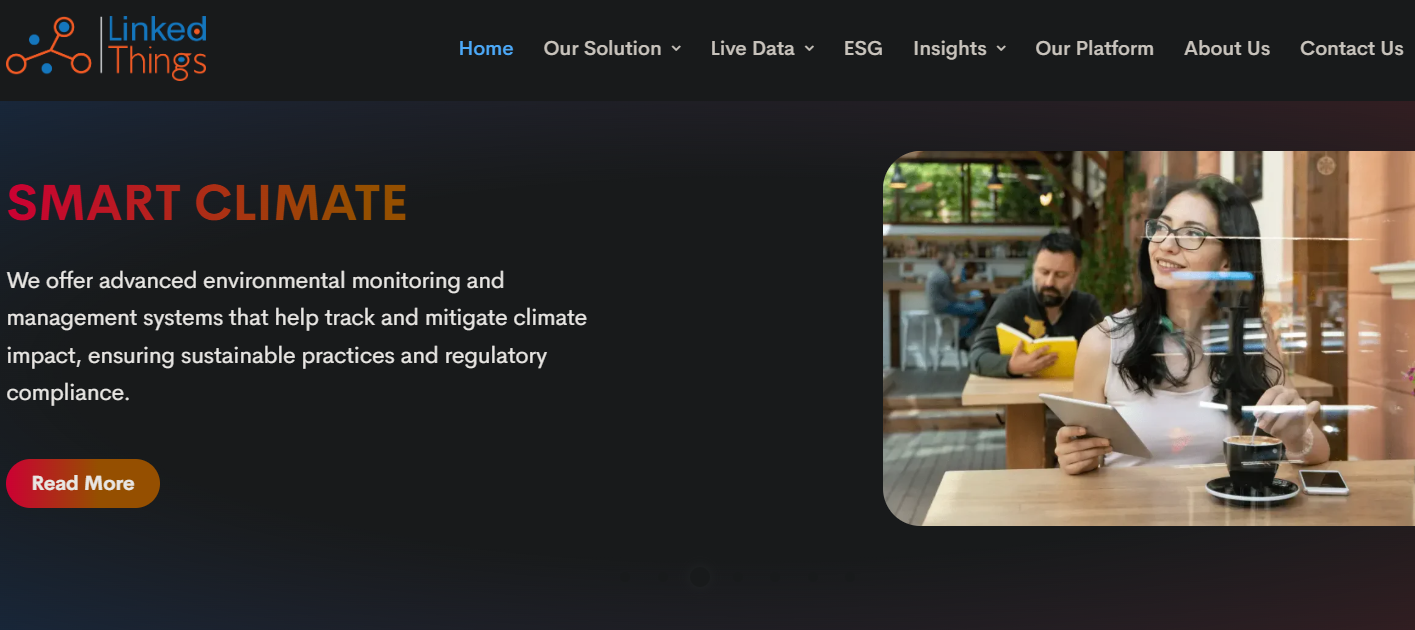 Linked
Things
Home Our Solution Live Data ESG Insights Our Platform About Us Contact Us
SMART CLIMATE
We offer advanced environmental monitoring and
management systems that help track and mitigate climate
impact, ensuring sustainable practices and regulatory
compliance.
Read More